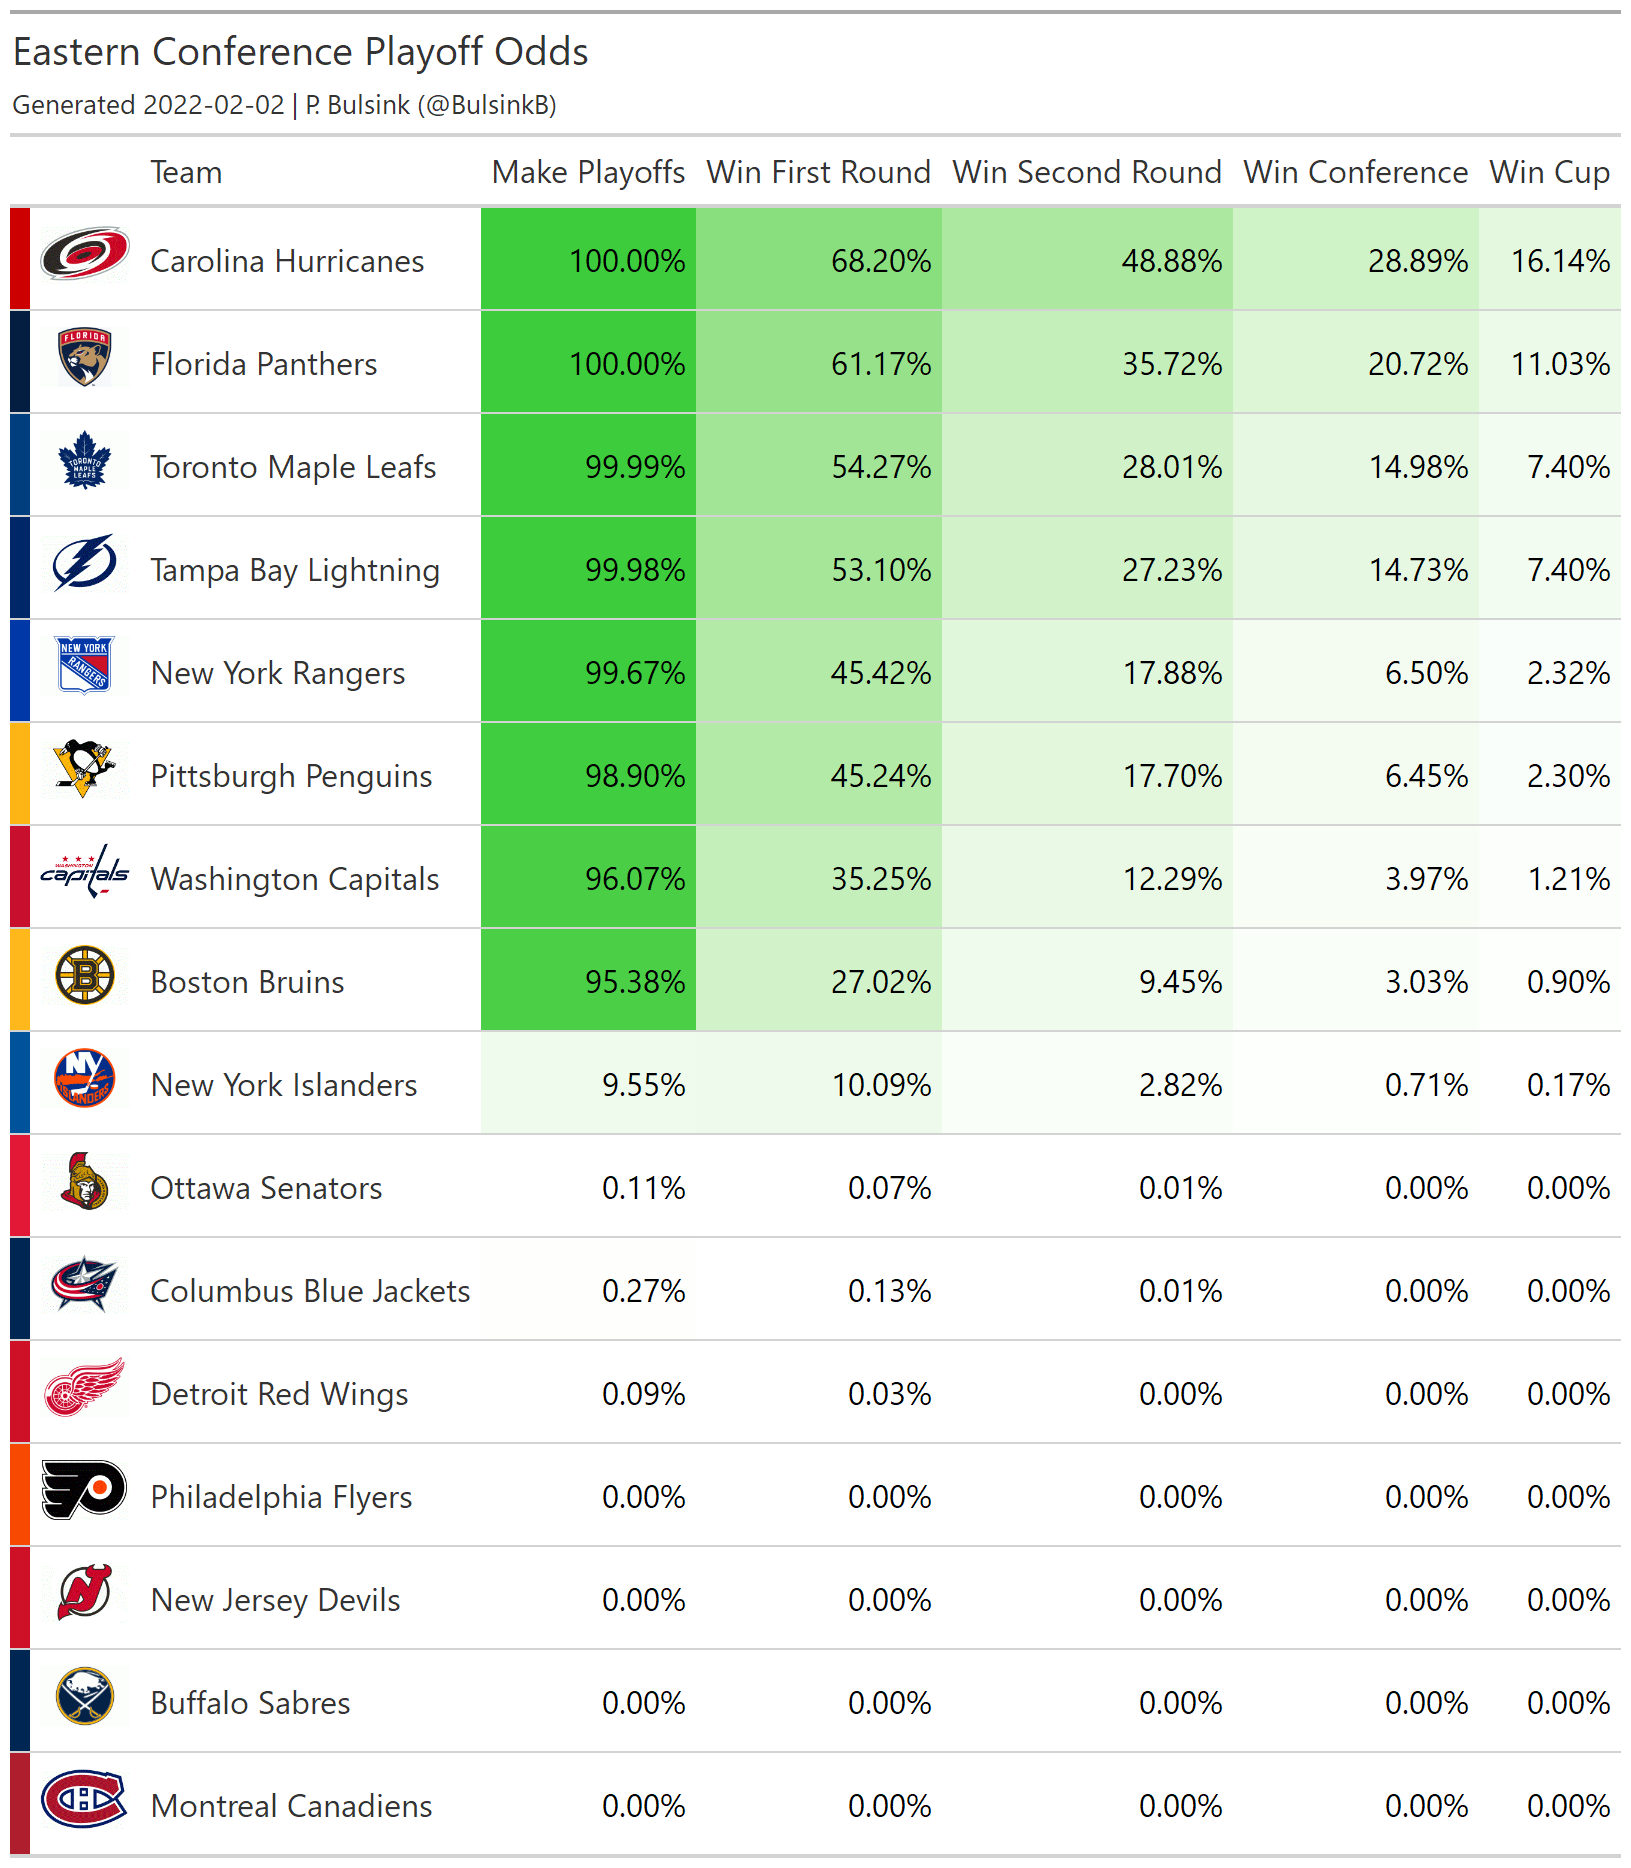 Eastern Conference Playoff Odds
Generated 2022-02-02 | P. Bulsink (@BulsinkB)
Team Make Playoffs Win First Round Win Second Round Win Conference Win Cup
Carolina Hurricanes 100.00% 68.20% 48.88% 28.89% 16.14%
FLORIDA
Florida Panthers 100.00% 61.17% 35.72% 20.72% 11.03%
TORONTO
MAPLE
LEAFS
Toronto Maple Leafs 99.99% 54.27% 28.01% 14.98% 7.40%
Tampa Bay Lightning 99.98% 53.10% 27.23% 14.73% 7.40%
NEW YORK
RANGERS
New York Rangers 99.67% 45.42% 17.88% 6.50% 2.32%
Pittsburgh Penguins 98.90% 45.24% 17.70% 6.45% 2.30%
WASHINGTON
capitals
Washington Capitals 96.07% 35.25% 12.29% 3.97% 1.21%
B
Boston Bruins 95.38% 27.02% 9.45% 3.03% 0.90%
NY
ISLANDERS
New York Islanders 9.55% 10.09% 2.82% 0.71% 0.17%
Ottawa Senators 0.11% 0.07% 0.01% 0.00% 0.00%
Columbus Blue Jackets 0.27% 0.13% 0.01% 0.00% 0.00%
Detroit Red Wings 0.09% 0.03% 0.00% 0.00% 0.00%
Philadelphia Flyers 0.00% 0.00% 0.00% 0.00% 0.00%
New Jersey Devils 0.00% 0.00% 0.00% 0.00% 0.00%
Buffalo Sabres 0.00% 0.00% 0.00% 0.00% 0.00%
Montreal Canadiens 0.00% 0.00% 0.00% 0.00% 0.00%